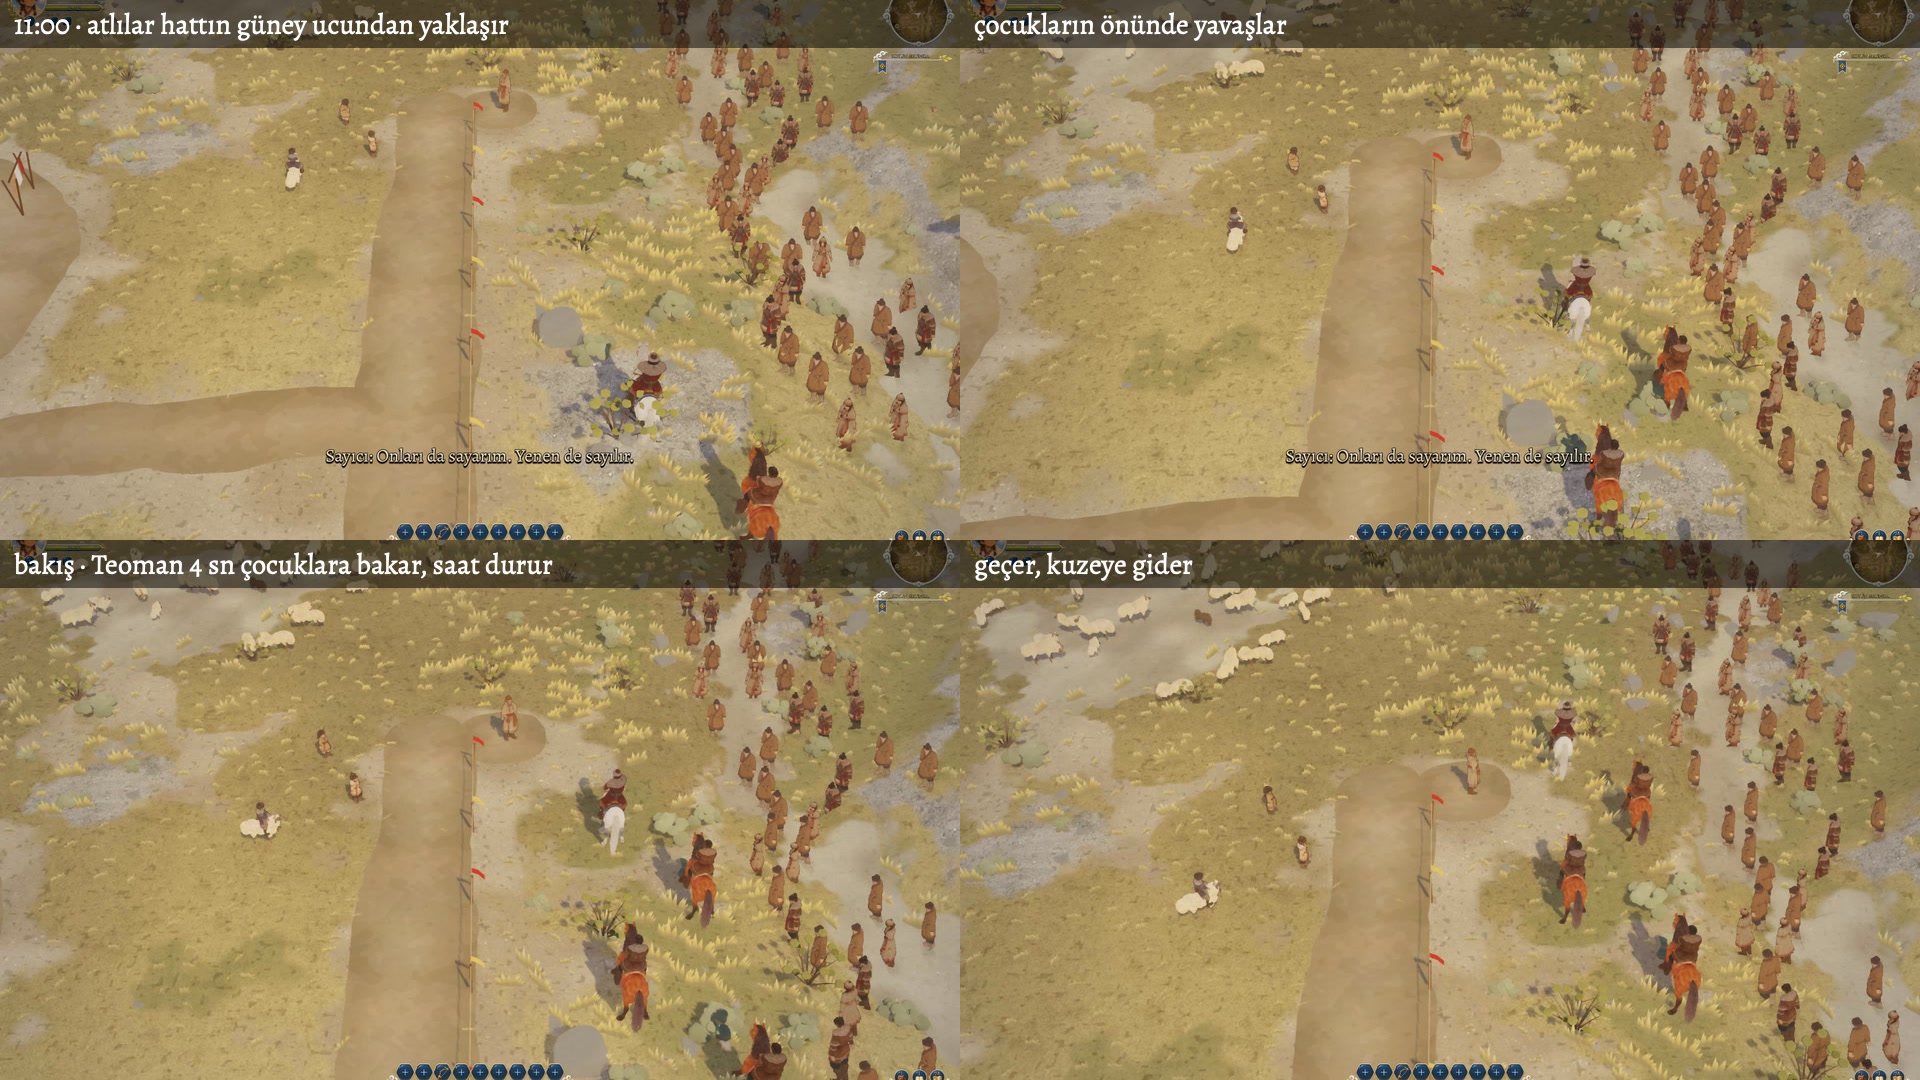 11:00 · atlılar hattın güney ucundan yaklaşır
çocukların önünde yavaşlar
Sayıcı: Onları da sayarım. Yenen de sayılır.
Sayıcı: Onları da sayarım. Yenen de sayılır.
bakış · Teoman 4 sn çocuklara bakar, saat durur
geçer, kuzeye gider